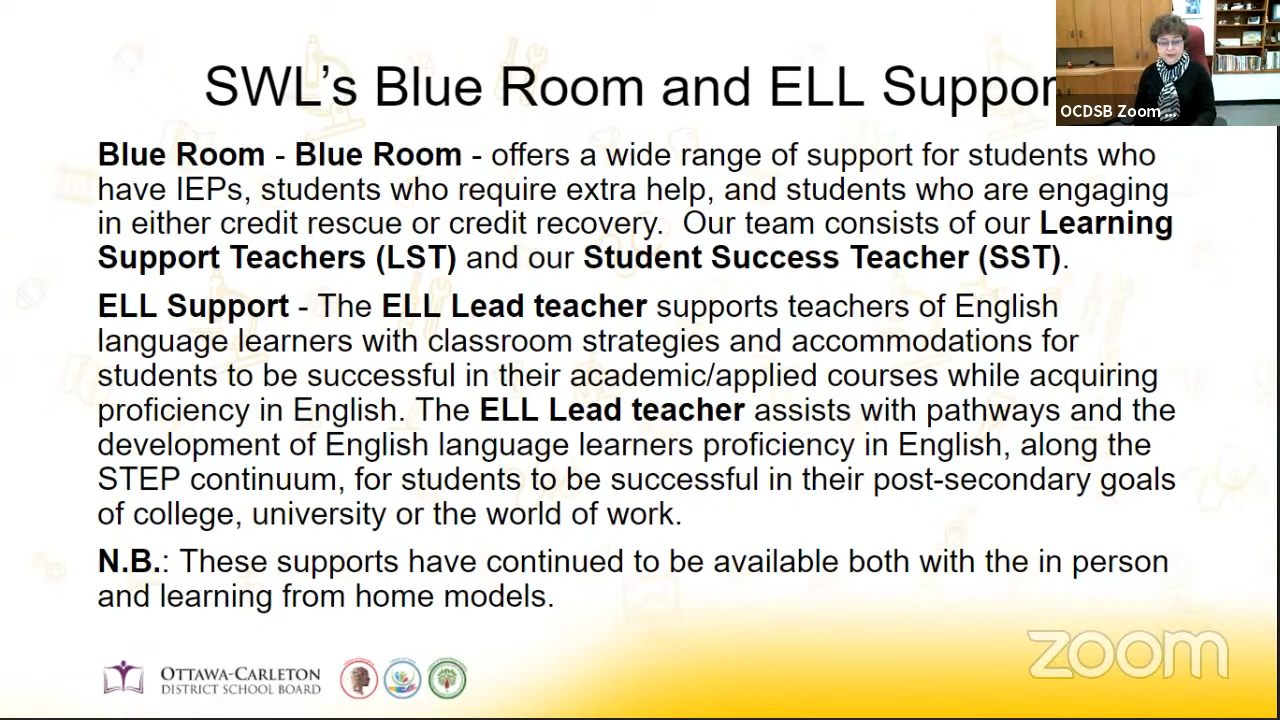 SWL's Blue Room and ELL Suppor
OCDSB Zoom ...
Blue Room - Blue Room - offers a wide range of support for students who
have IEPs, students who require extra help, and students who are engaging
in either credit rescue or credit recovery.  Our team consists of our Learning
Support Teachers (LST) and our Student Success Teacher (SST).
ELL Support - The ELL Lead teacher supports teachers of English
language learners with classroom strategies and accommodations for
students to be successful in their academic/applied courses while acquiring
proficiency in English. The ELL Lead teacher assists with pathways and the
development of English language learners proficiency in English, along the
STEP continuum, for students to be successful in their post-secondary goals
of college, university or the world of work.
N.B.: These supports have continued to be available both with the in person
and learning from home models.
OTTAWA-CARLETON
DISTRICT SCHOOL BOARD
zoom